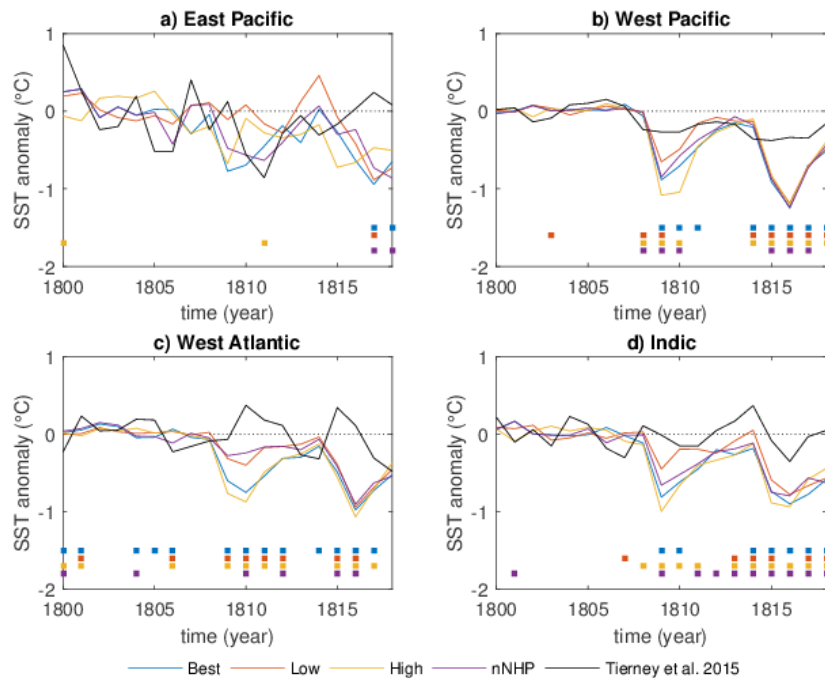 a) East Pacific
b) West Pacific
SST anomaly (°C)
1
0
-1
-2
1800 1805 1810 1815
time (year)
SST anomaly (°C)
1
0
-1
-2
1800 1805 1810 1815
time (year)
c) West Atlantic
d) Indic
SST anomaly (°C)
1
0
-1
-2
1800 1805 1810 1815
time (year)
SST anomaly (°C)
1
0
-1
-2
1800 1805 1810 1815
time (year)
Best Low High nNHP Tierney et al. 2015